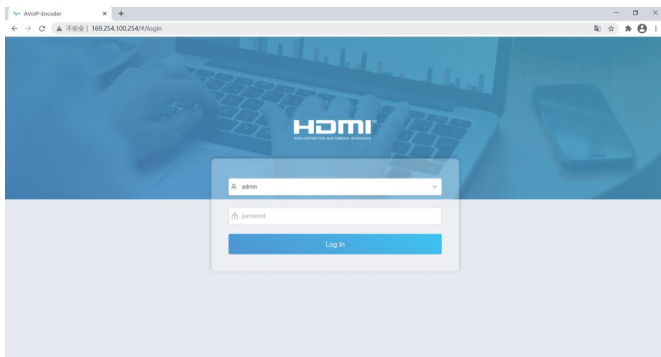 AVoIP-Encoder
不安全 | 169.254.100.254/#/login
HDMI
HIGH DEFINITION MULTIMEDIA INTERFACE
admin
password
Log In